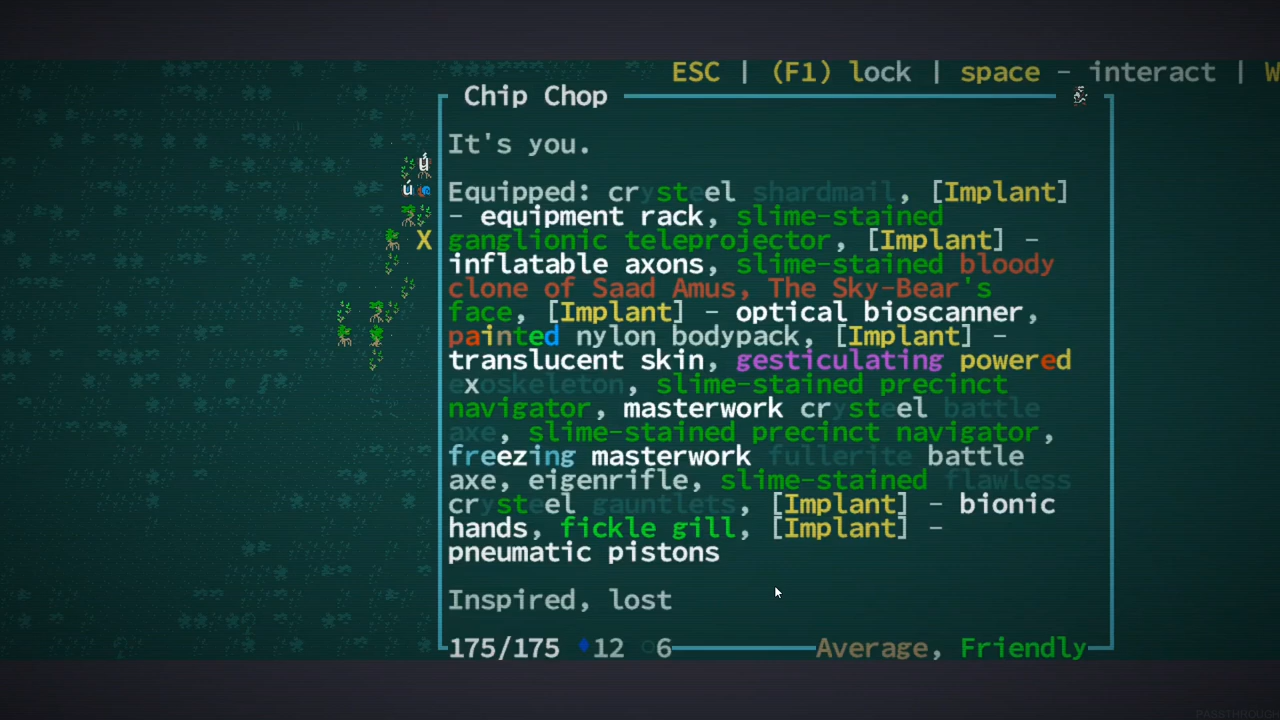 ESC | (F1) lock | space - interact | W
Chip Chop
It's you.
Equipped: crysteel shardmail, [Implant]
- equipment rack, slime-stained
ganglionic teleprojector, [Implant] -
inflatable axons, slime-stained bloody
clone of Saad Amus, The Sky-Bear's
face, [Implant] - optical bioscanner,
painted nylon bodypack, [Implant] -
translucent skin, gesticulating powered
exoskeleton, slime-stained precinct
navigator, masterwork crysteel battle
axe, slime-stained precinct navigator,
freezing masterwork fullerite battle
axe, eigenrifle, slime-stained flawless
crysteel gauntlets, [Implant] - bionic
hands, fickle gill, [Implant] -
pneumatic pistons
Inspired, lost
175/175 ♦12 ○6 Average, Friendly
ú
ú
X
PASSTHROUGH